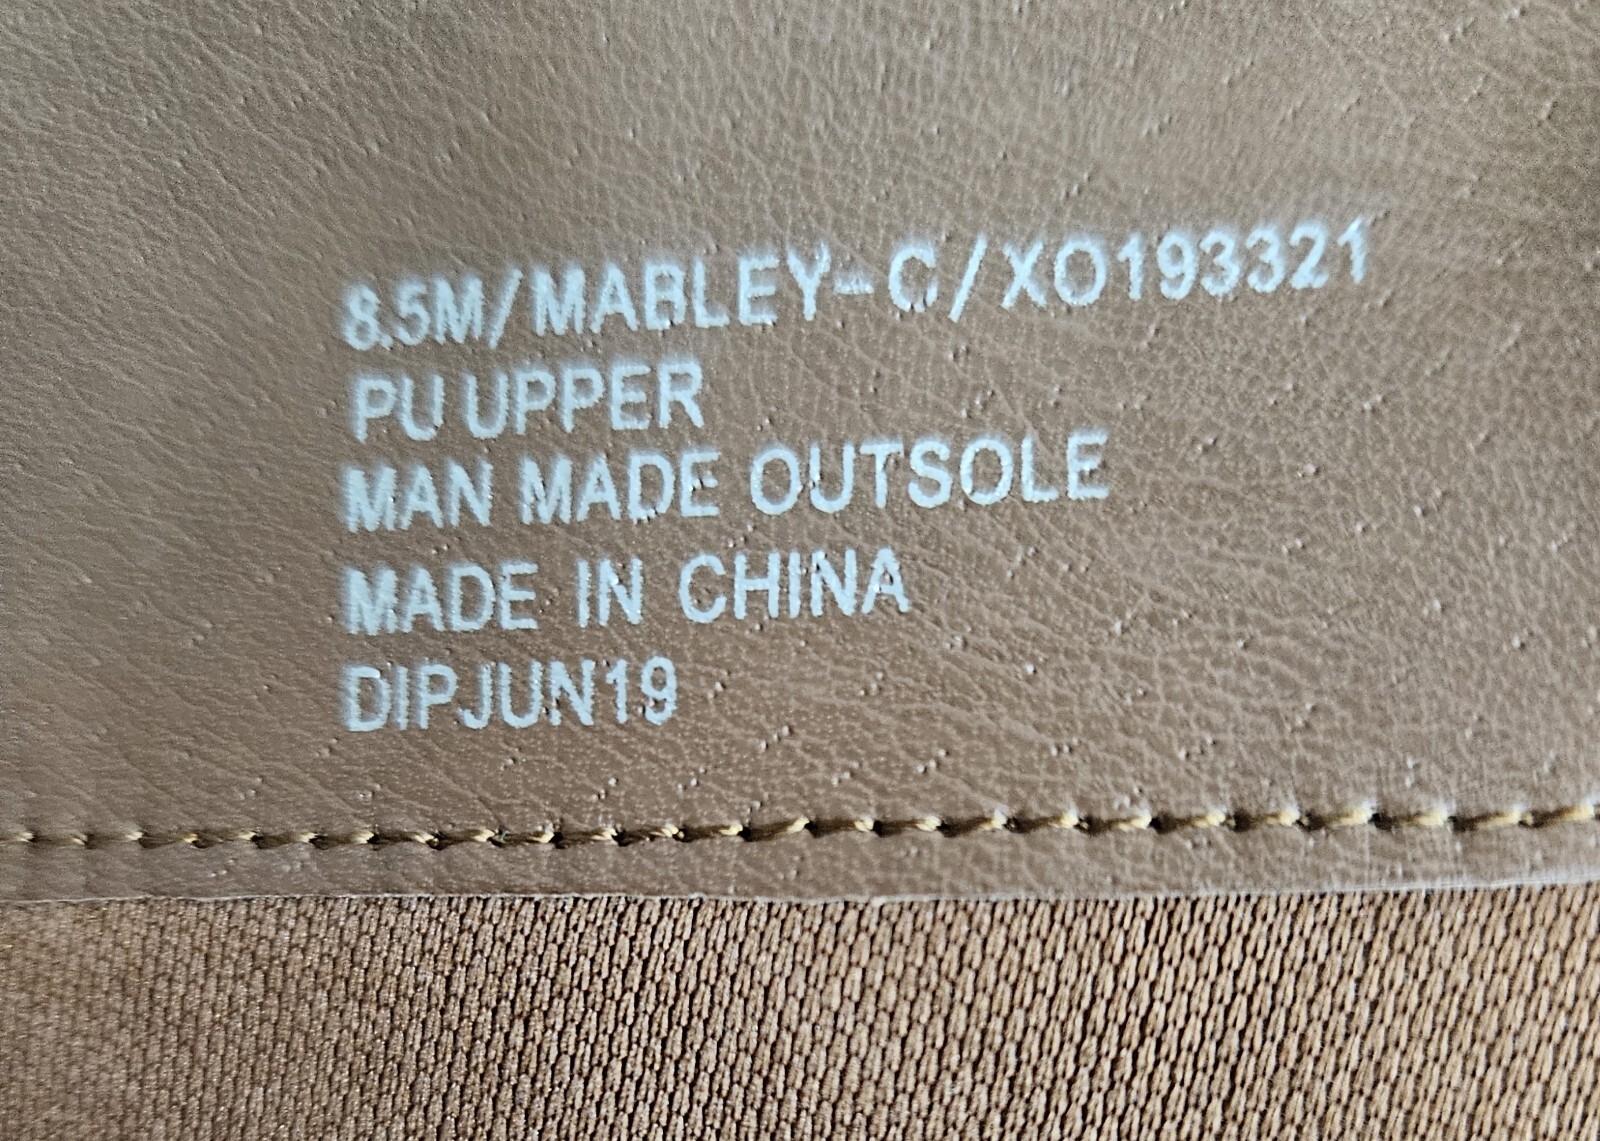 8.5M/MABLEY-C/XO193321
PU UPPER
MAN MADE OUTSOLE
MADE IN CHINA
DIPJUN19